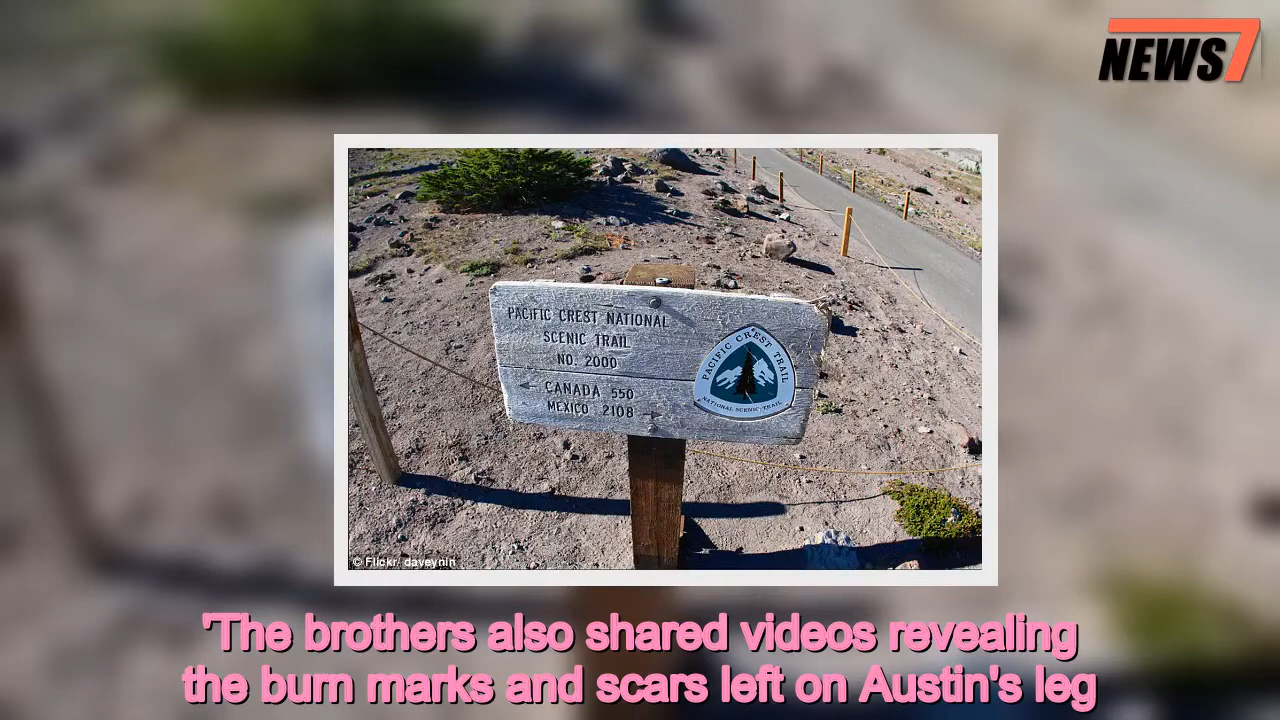 NEWS7
PACIFIC CREST NATIONAL
SCENIC TRAIL
NO. 2000
CANADA 550
MEXICO 2108
PACIFIC CREST TRAIL
NATIONAL SCENIC TRAIL
© Flickr/ daveynin
'The brothers also shared videos revealing
the burn marks and scars left on Austin's leg